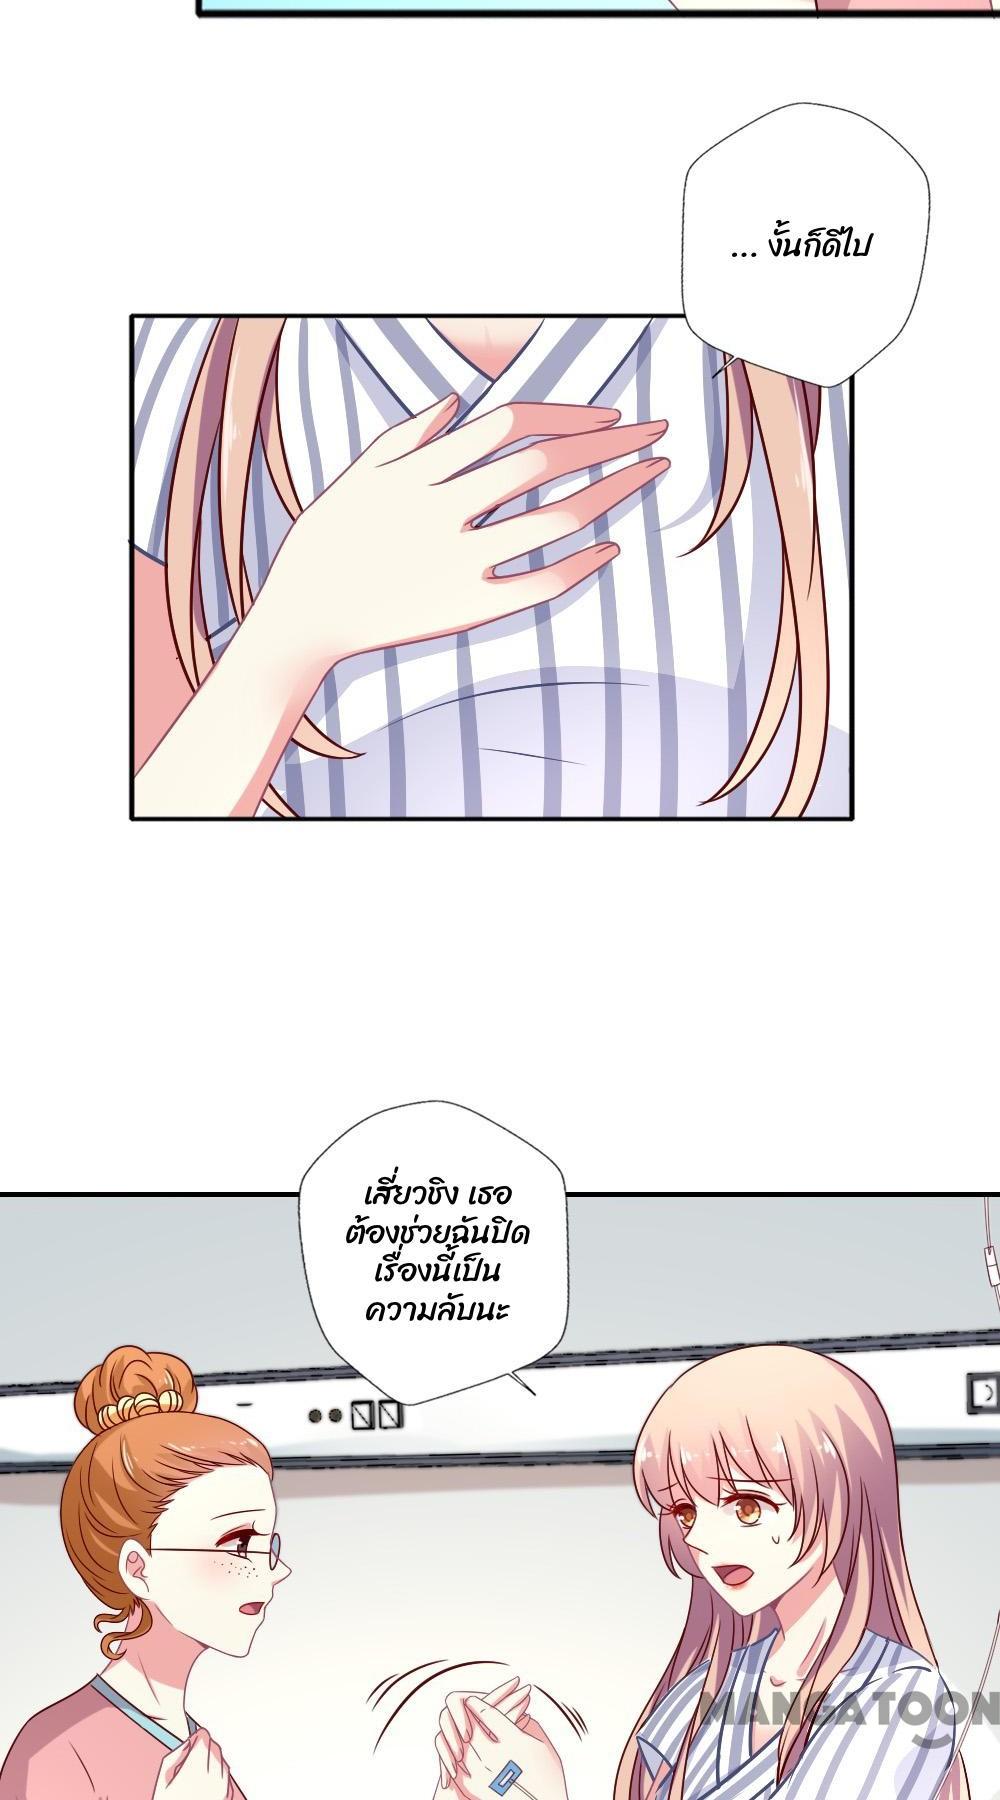 ... งั้นก็ดีไป
เสี่ยวชิง เธอ
ต้องช่วยฉันปิด
เรื่องนี้เป็น
ความลับนะ
MANGATOON